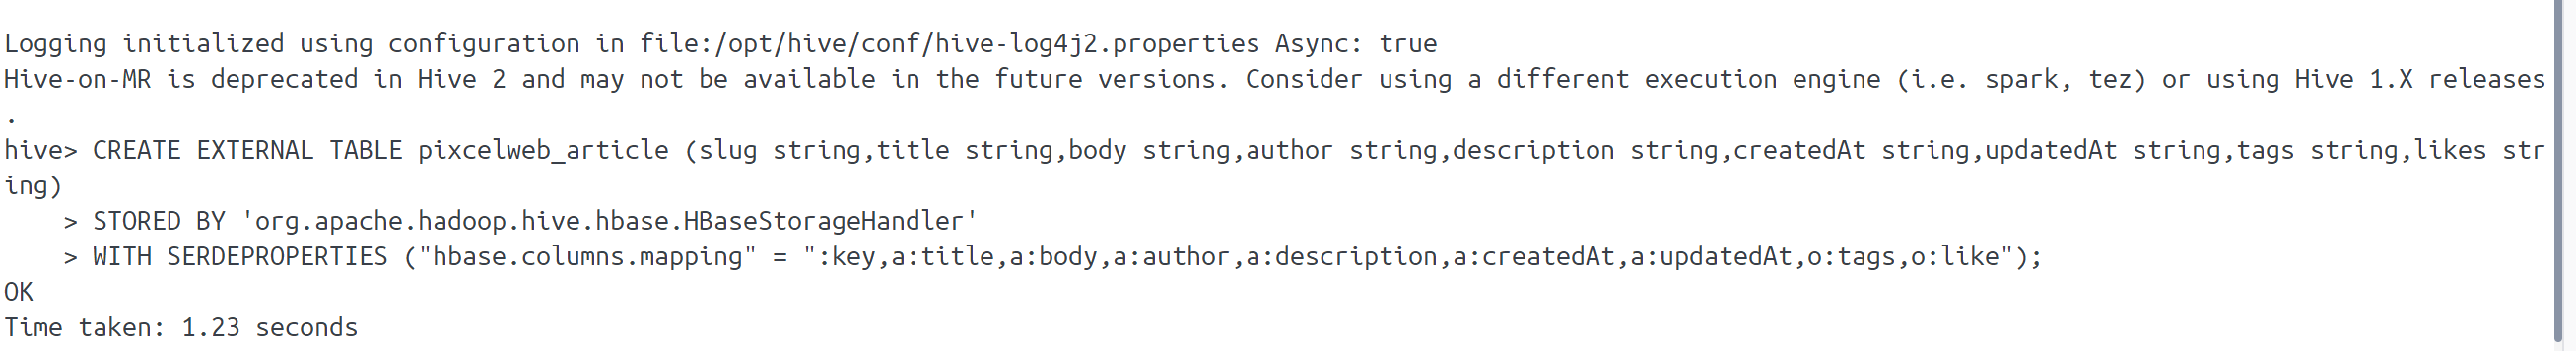 Logging initialized using configuration in file:/opt/hive/conf/hive-log4j2.properties Async: true
Hive-on-MR is deprecated in Hive 2 and may not be available in the future versions. Consider using a different execution engine (i.e. spark, tez) or using Hive 1.X releases
.
hive> CREATE EXTERNAL TABLE pixcelweb_article (slug string,title string,body string,author string,description string,createdAt string,updatedAt string,tags string,likes str
ing)
    > STORED BY 'org.apache.hadoop.hive.hbase.HBaseStorageHandler'
    > WITH SERDEPROPERTIES ("hbase.columns.mapping" = ":key,a:title,a:body,a:author,a:description,a:createdAt,a:updatedAt,o:tags,o:like");
OK
Time taken: 1.23 seconds